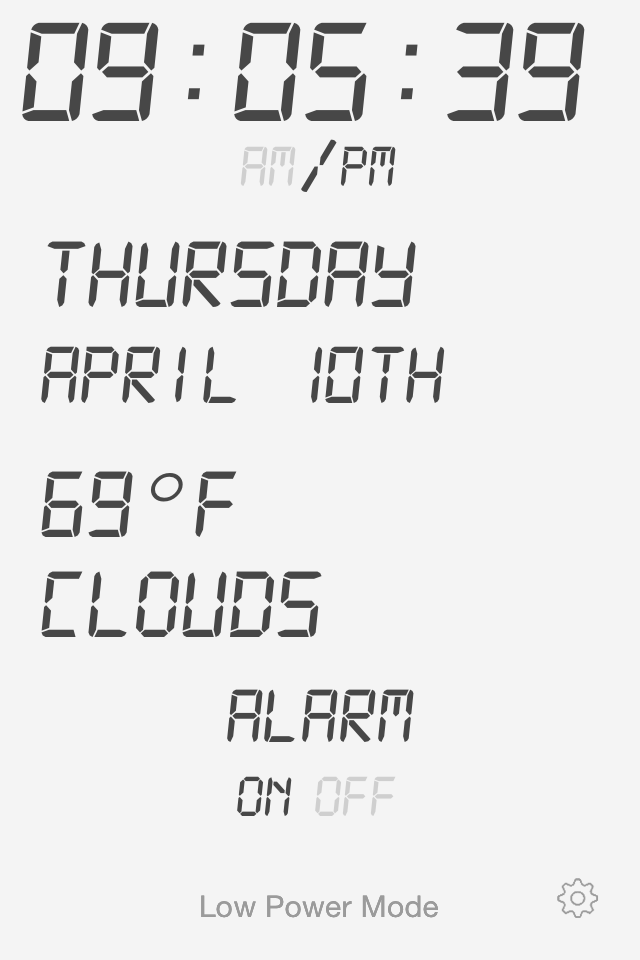 09:05:39
AM/PM
THURSDAY
APRIL 10TH
69°F
CLOUDS
ALARM
ON OFF
Low Power Mode